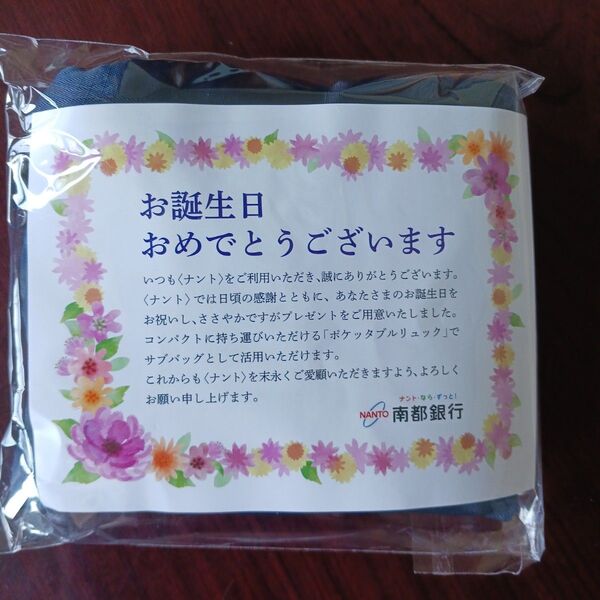 お誕生日
おめでとうございます
いつも〈ナント〉をご利用いただき、誠にありがとうございます。
〈ナント〉では日頃の感謝とともに、あなたさまのお誕生日を
お祝いし、ささやかですがプレゼントをご用意いたしました。
コンパクトに持ち運びいただける「ポケッタブルリュック」で
サブバッグとして活用いただけます。
これからも〈ナント〉を末永くご愛顧いただきますよう、よろしく
お願い申し上げます。
ナント・なら・ずっと!
NANTO 南都銀行